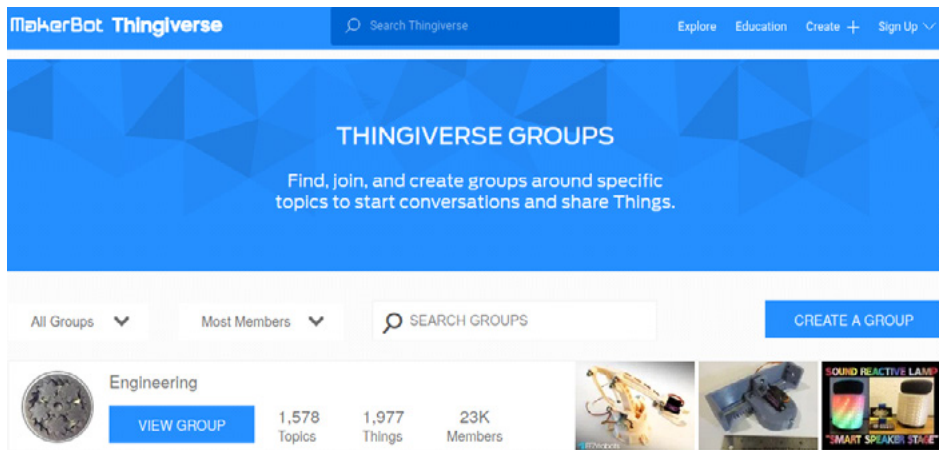 MakerBot Thingiverse
Search Thingiverse
Explore Education Create + Sign Up
THINGIVERSE GROUPS
Find, join, and create groups around specific
topics to start conversations and share Things.
All Groups
Most Members
SEARCH GROUPS
CREATE A GROUP
Engineering
VIEW GROUP
1,578 1,977 23K
Topics Things Members
SOUND REACTIVE LAMP
"SMART SPEAKER STAGE"